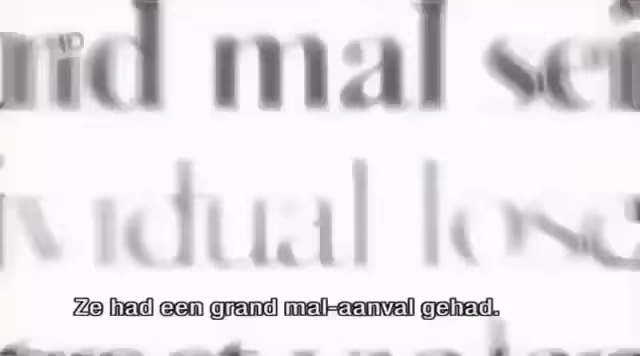 nd mal sei
ividual lose
Ze had een grand mal-aanval gehad.